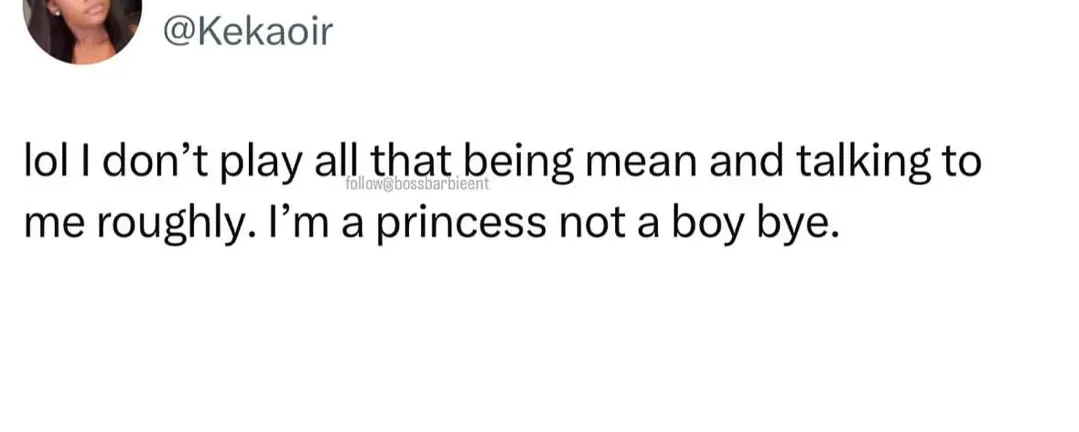 @Kekaoir
lol I don’t play all that being mean and talking to
follow@bossbarbieent
me roughly. I’m a princess not a boy bye.